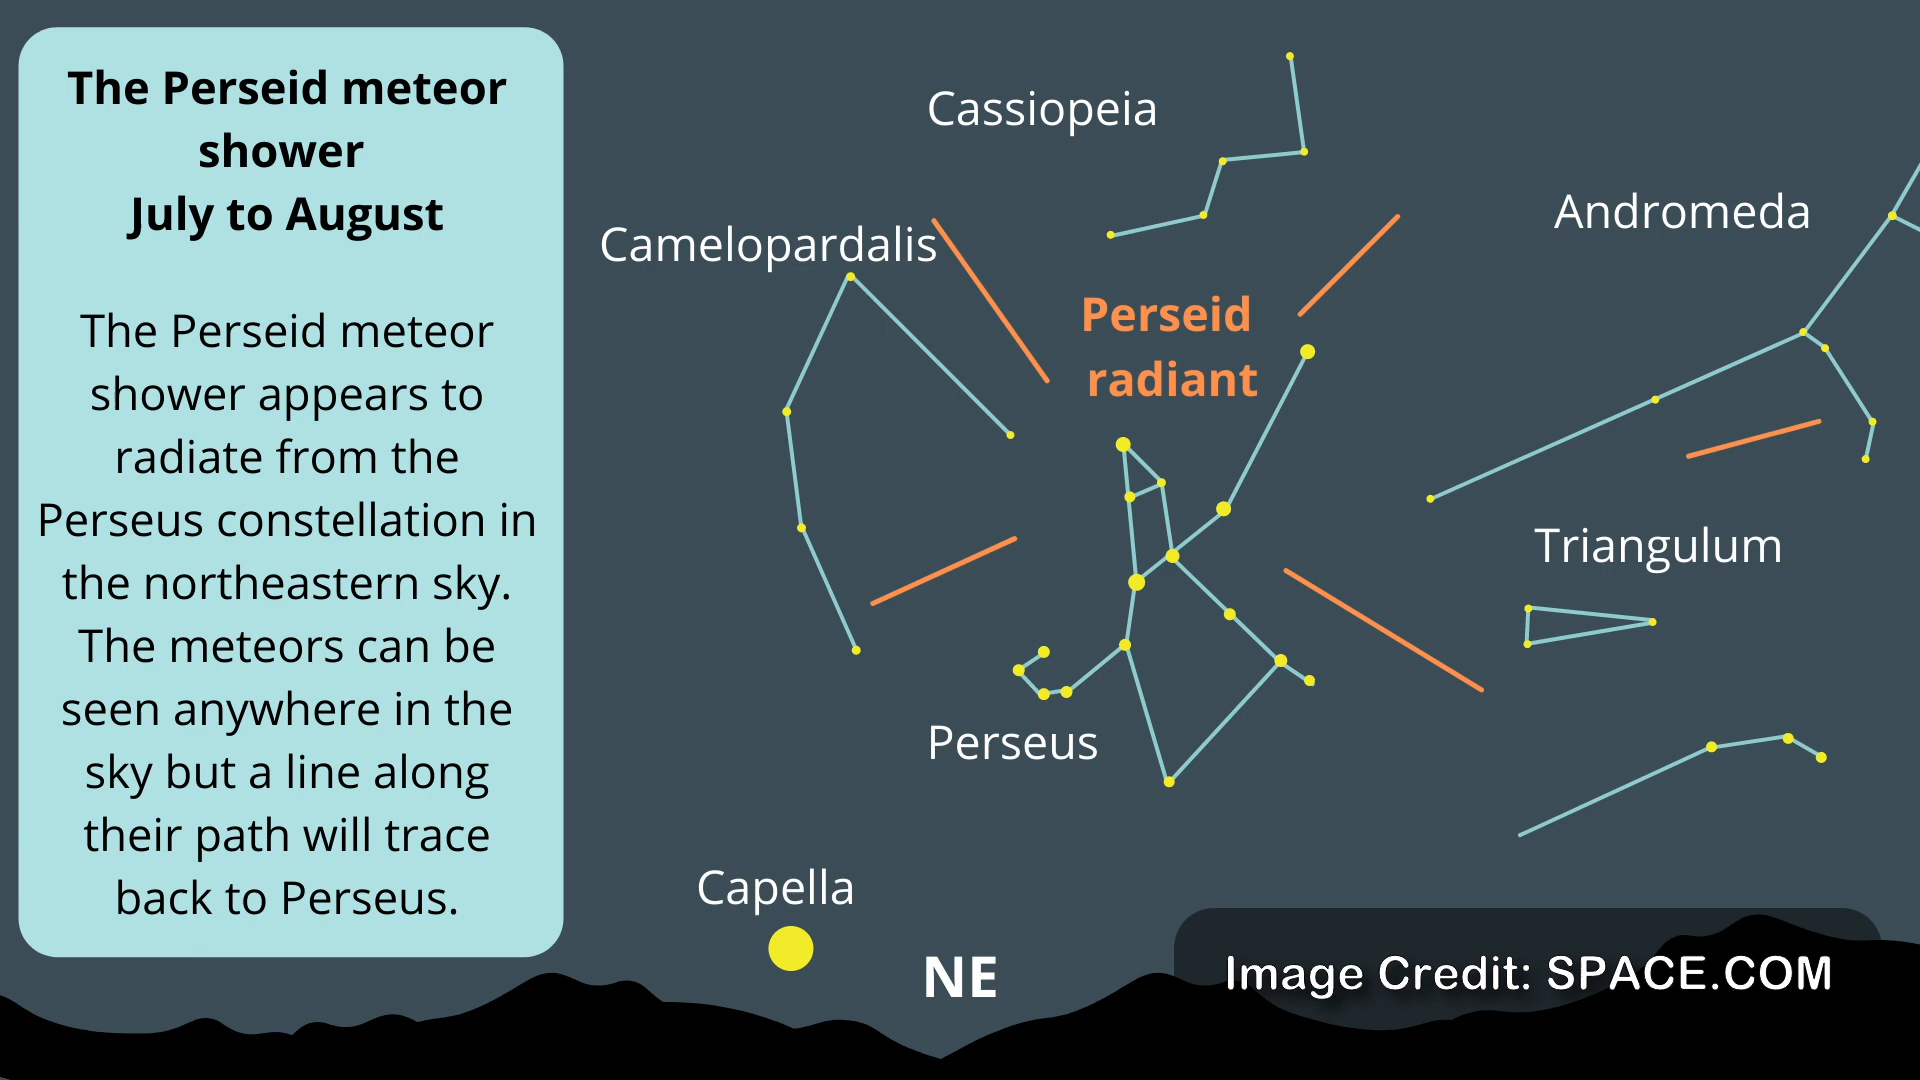 The Perseid meteor
shower
July to August
The Perseid meteor
shower appears to
radiate from the
Perseus constellation in
the northeastern sky.
The meteors can be
seen anywhere in the
sky but a line along
their path will trace
back to Perseus.
Cassiopeia
Camelopardalis
Andromeda
Perseid
radiant
Triangulum
Perseus
Capella
NE
Image Credit: SPACE.COM